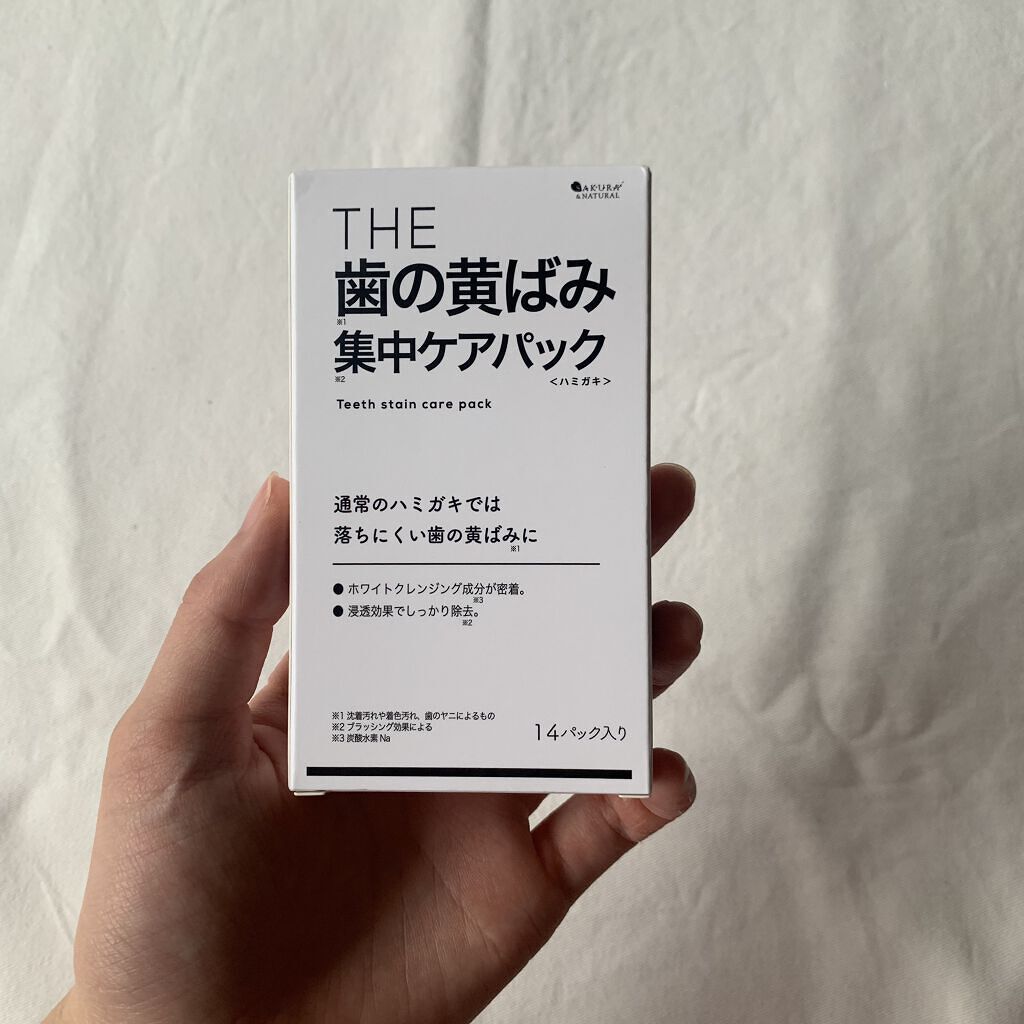 SAKURA
& NATURAL
THE
歯の黄ばみ
※1
集中ケアパック
※2
<ハミガキ>
Teeth stain care pack
通常のハミガキでは
落ちにくい歯の黄ばみに
※1
● ホワイトクレンジング成分が密着。
※3
● 浸透効果でしっかり除去。
※2
※1 沈着汚れや着色汚れ、歯のヤニによるもの
※2 ブラッシング効果による
※3 炭酸水素Na
14パック入り